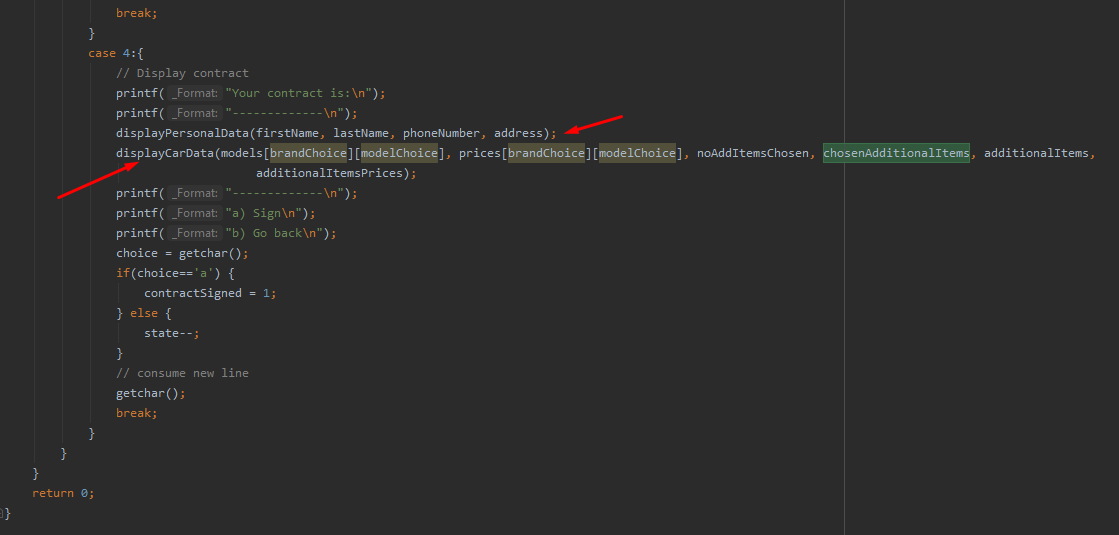 break;
}
case 4:{
// Display contract
printf( _Format: "Your contract is:\n");
printf( _Format: "-------------\n");
displayPersonalData(firstName, lastName, phoneNumber, address);
displayCarData(models[brandChoice][modelChoice], prices[brandChoice][modelChoice], noAddItemsChosen, chosenAdditionalItems, additionalItems,
additionalItemsPrices);
printf( _Format: "-------------\n");
printf( _Format: "a) Sign\n");
printf( _Format: "b) Go back\n");
choice = getchar();
if(choice=='a') {
contractSigned = 1;
} else {
state--;
}
// consume new line
getchar();
break;
}
}
}
return 0;
}